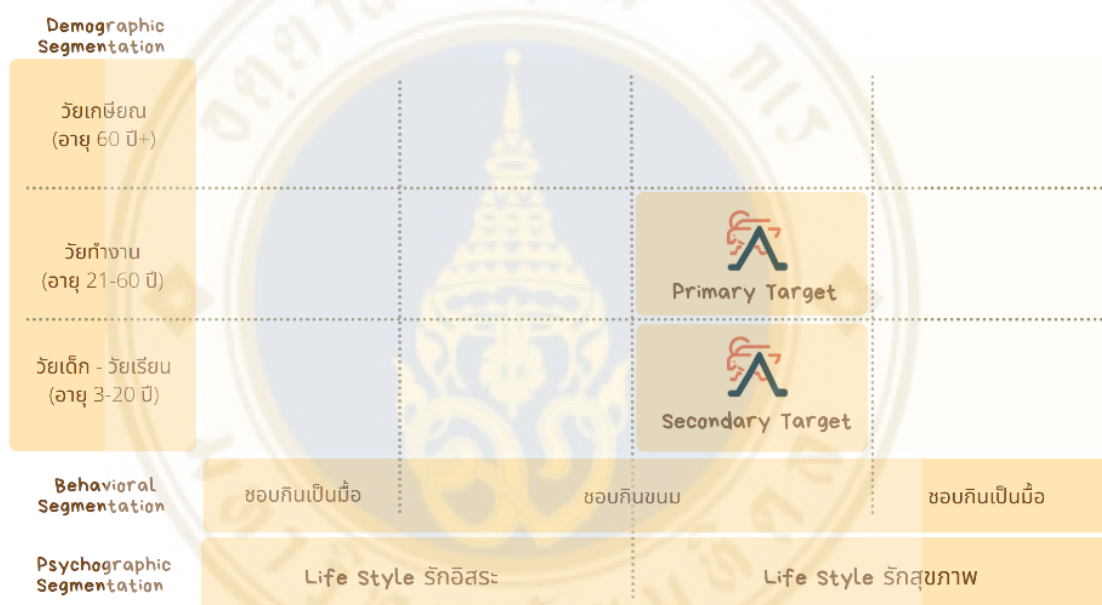 Demographic
Segmentation
วัยเกษียณ
(อายุ 60 ปี+)
วัยทำงาน
(อายุ 21-60 ปี)
Primary Target
วัยเด็ก - วัยเรียน
(อายุ 3-20 ปี)
Secondary Target
Behavioral
Segmentation
ชอบกินเป็นมื้อ
ชอบกินขนม
ชอบกินเป็นมื้อ
Psychographic
Segmentation
Life Style รักอิสระ
Life Style รักสุขภาพ